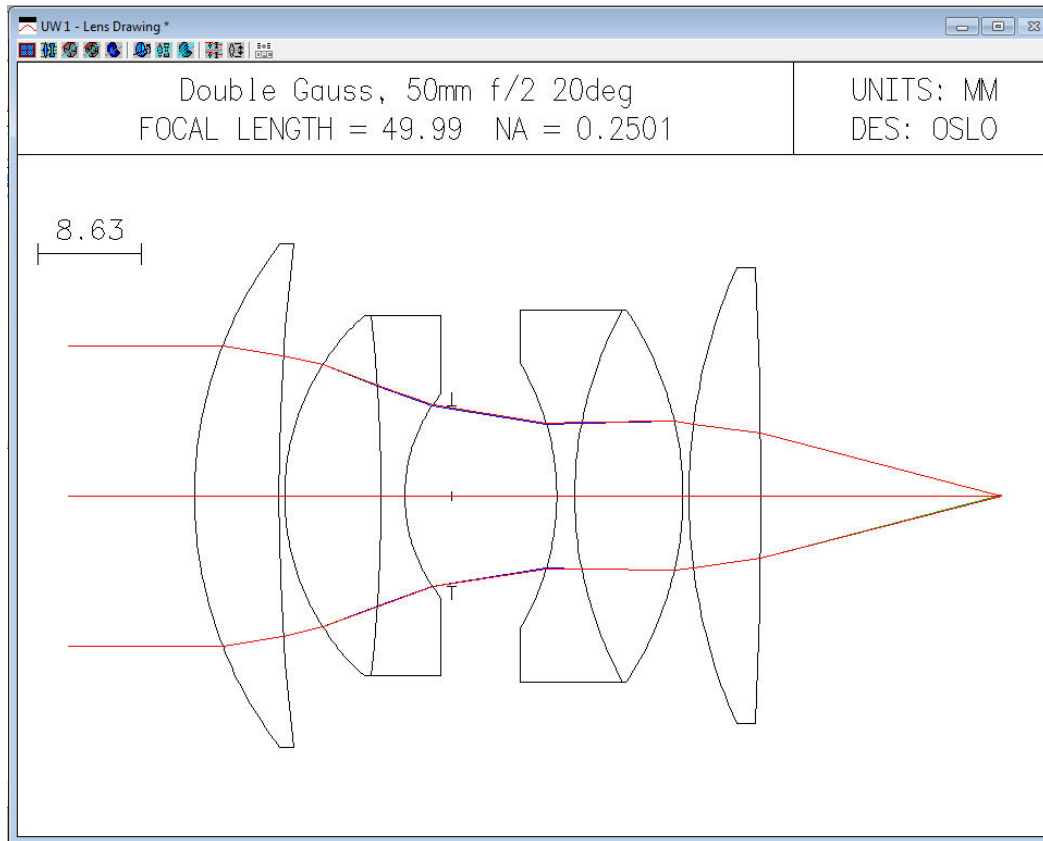 UW 1 - Lens Drawing *
Double Gauss, 50mm f/2 20deg
FOCAL LENGTH = 49.99 NA = 0.2501
UNITS: MM
DES: OSLO
8.63